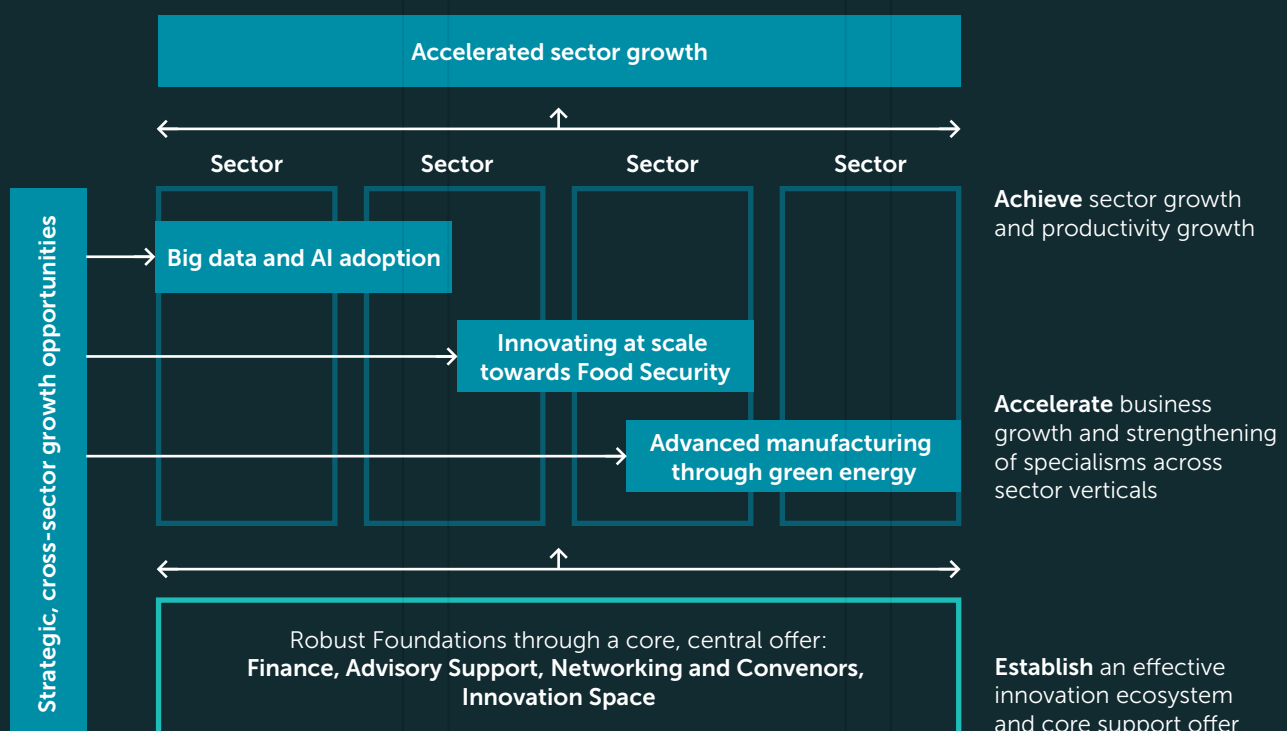 Accelerated sector growth
Sector
Sector
Sector
Sector
Strategic, cross-sector growth opportunities
Big data and AI adoption
Innovating at scale
towards Food Security
Advanced manufacturing
through green energy
Achieve sector growth
and productivity growth
Accelerate business
growth and strengthening
of specialisms across
sector verticals
Robust Foundations through a core, central offer:
Finance, Advisory Support, Networking and Convenors,
Innovation Space
Establish an effective
innovation ecosystem
and core support offer